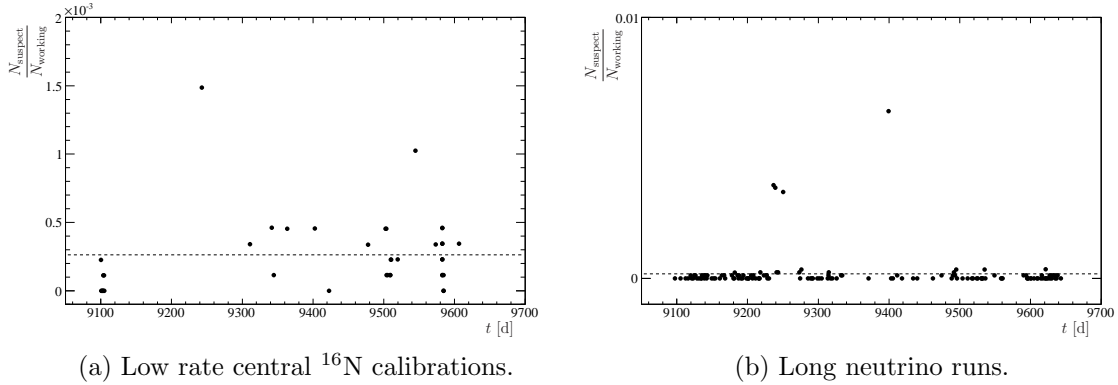 2 ×10⁻³
N_suspect
N_working
1.5
1
0.5
0
9100 9200 9300 9400 9500 9600 9700
t [d]
(a) Low rate central ¹⁶N calibrations.
0.01
N_suspect
N_working
0
9100 9200 9300 9400 9500 9600 9700
t [d]
(b) Long neutrino runs.